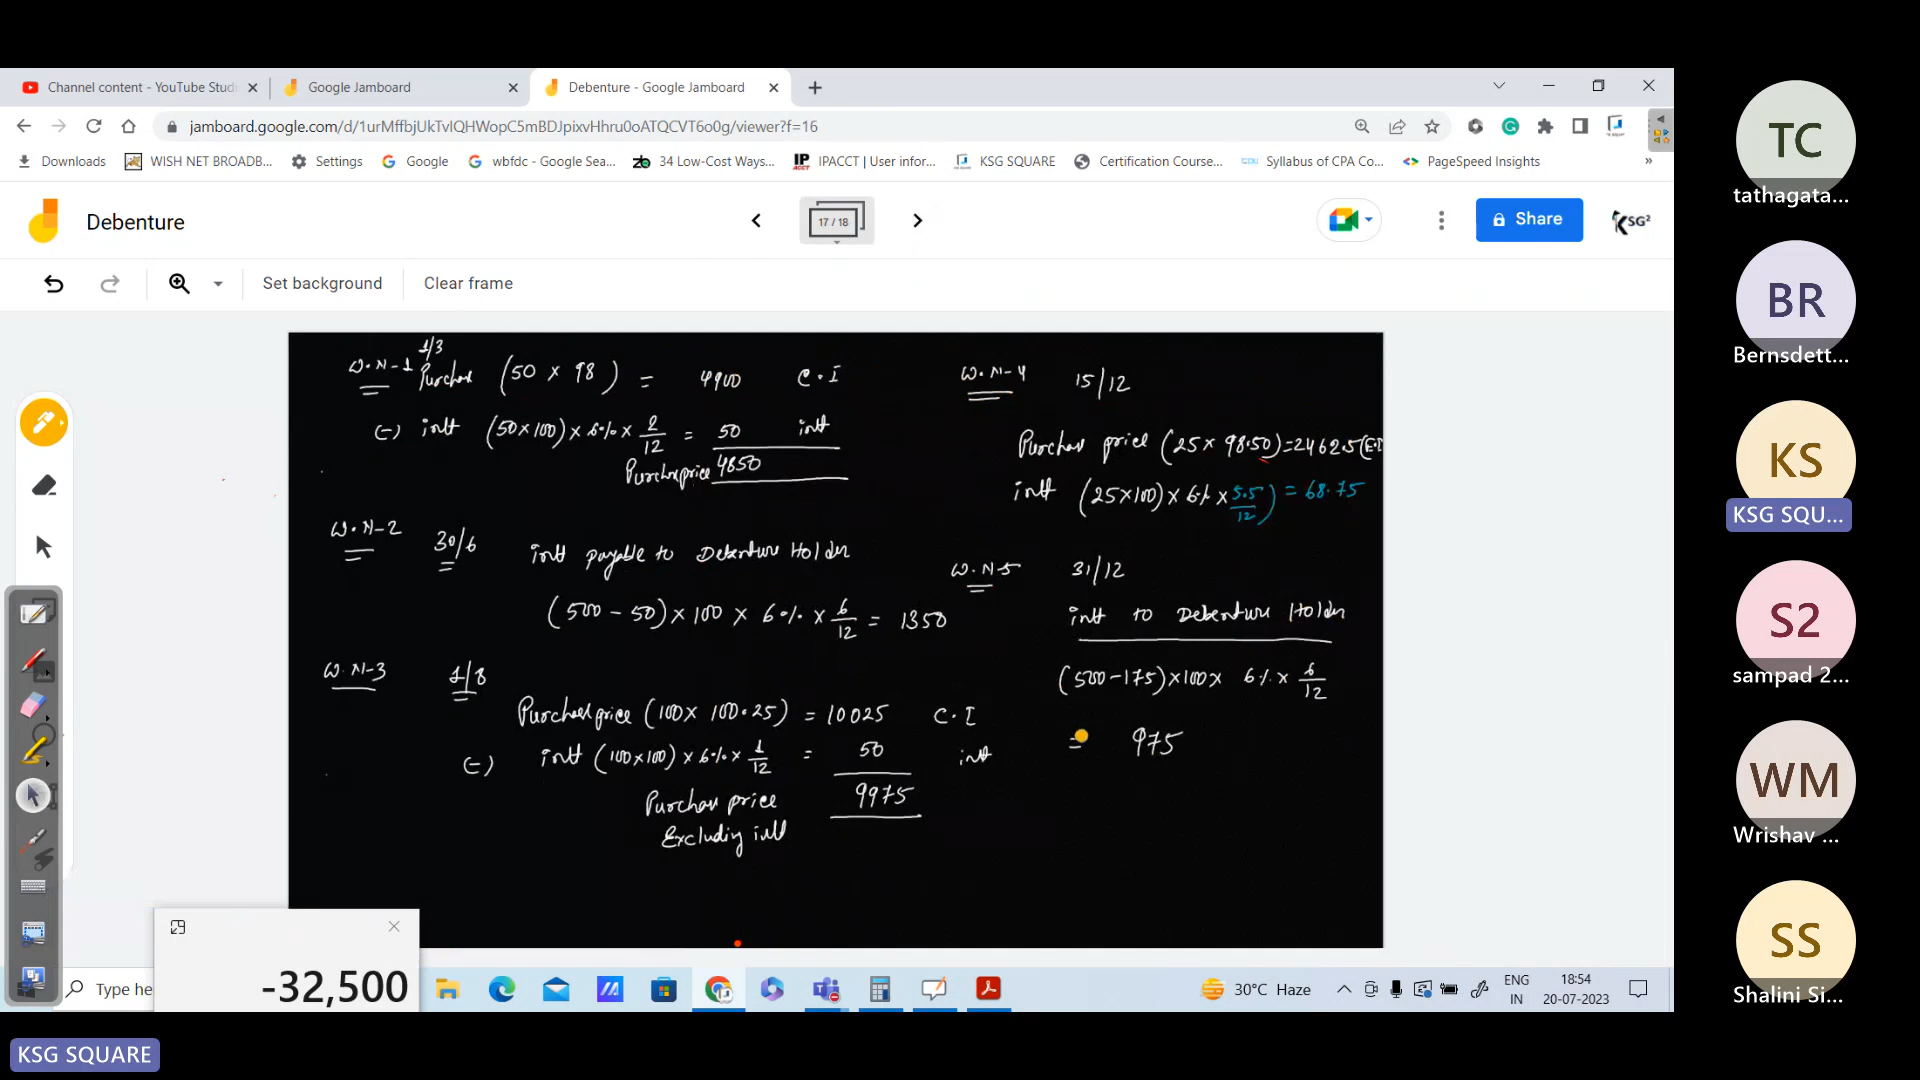 Channel content - YouTube Stud
Google Jamboard
Debenture - Google Jamboard
jamboard.google.com/d/1urMffbjUkTvIQHWopC5mBDJpixvHhru0oATQCVT6o0g/viewer?f=16
Downloads
WISH NET BROADB...
Settings
Google
wbfdc - Google Sea...
34 Low-Cost Ways...
IPACCT | User infor...
KSG SQUARE
Certification Course...
Syllabus of CPA Co...
PageSpeed Insights
»
Debenture
17 / 18
Share
KSG²
Set background
Clear frame
W.N-1 1/3 Purchase (50 x 98) = 4900 C.I
(-) intt (50x100) x 6% x 2/12 = 50 intt
Purchase price 4850
W.N-2 30/6 intt payable to Debenture Holder
(500 - 50) x 100 x 6% x 6/12 = 1350
W.N-3 1/8
Purchase price (100 x 100.25) = 10025 C.I
(-) intt (100x100) x 6% x 1/12 = 50 intt
Purchase price 9975
Excluding intt
W.N-4 15/12
Purchase price (25 x 98.50) = 2462.5 (E.I
intt (25x100) x 6% x 5.5/12) = 68.75
W.N-5 31/12
intt to Debenture Holder
(500-175) x 100 x 6% x 6/12
= 975
-32,500
Type he
30°C Haze
ENG
IN
18:54
20-07-2023
TC
tathagata...
BR
Bernsdett...
KS
KSG SQU...
S2
sampad 2...
WM
Wrishav ...
SS
Shalini Si...
KSG SQUARE